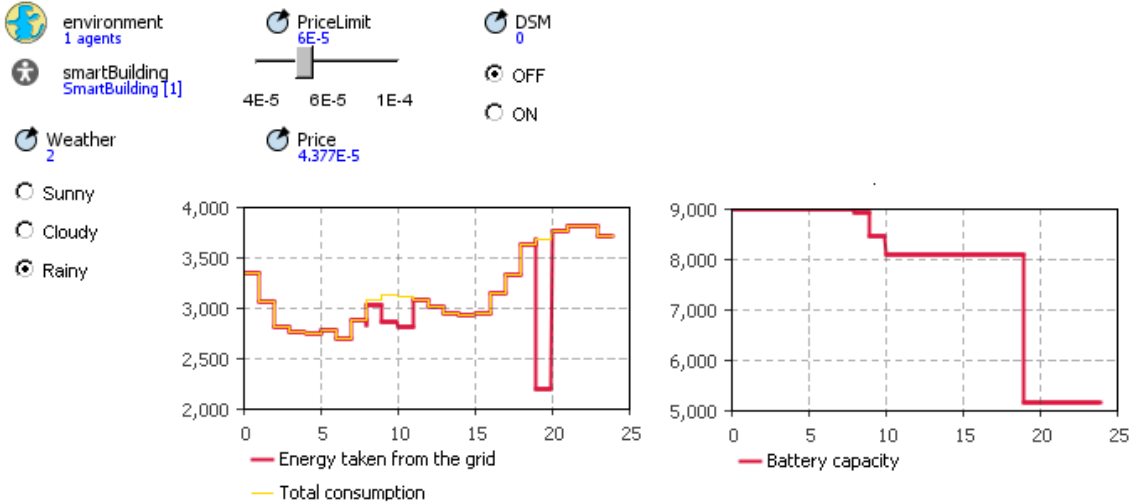 environment
1 agents
PriceLimit
6E-5
DSM
0
smartBuilding
SmartBuilding [1]
4E-5 6E-5 1E-4
OFF
ON
Weather
2
Price
4.377E-5
Sunny
Cloudy
Rainy
4,000
3,500
3,000
2,500
2,000
0 5 10 15 20 25
Energy taken from the grid
Total consumption
9,000
8,000
7,000
6,000
5,000
0 5 10 15 20 25
Battery capacity